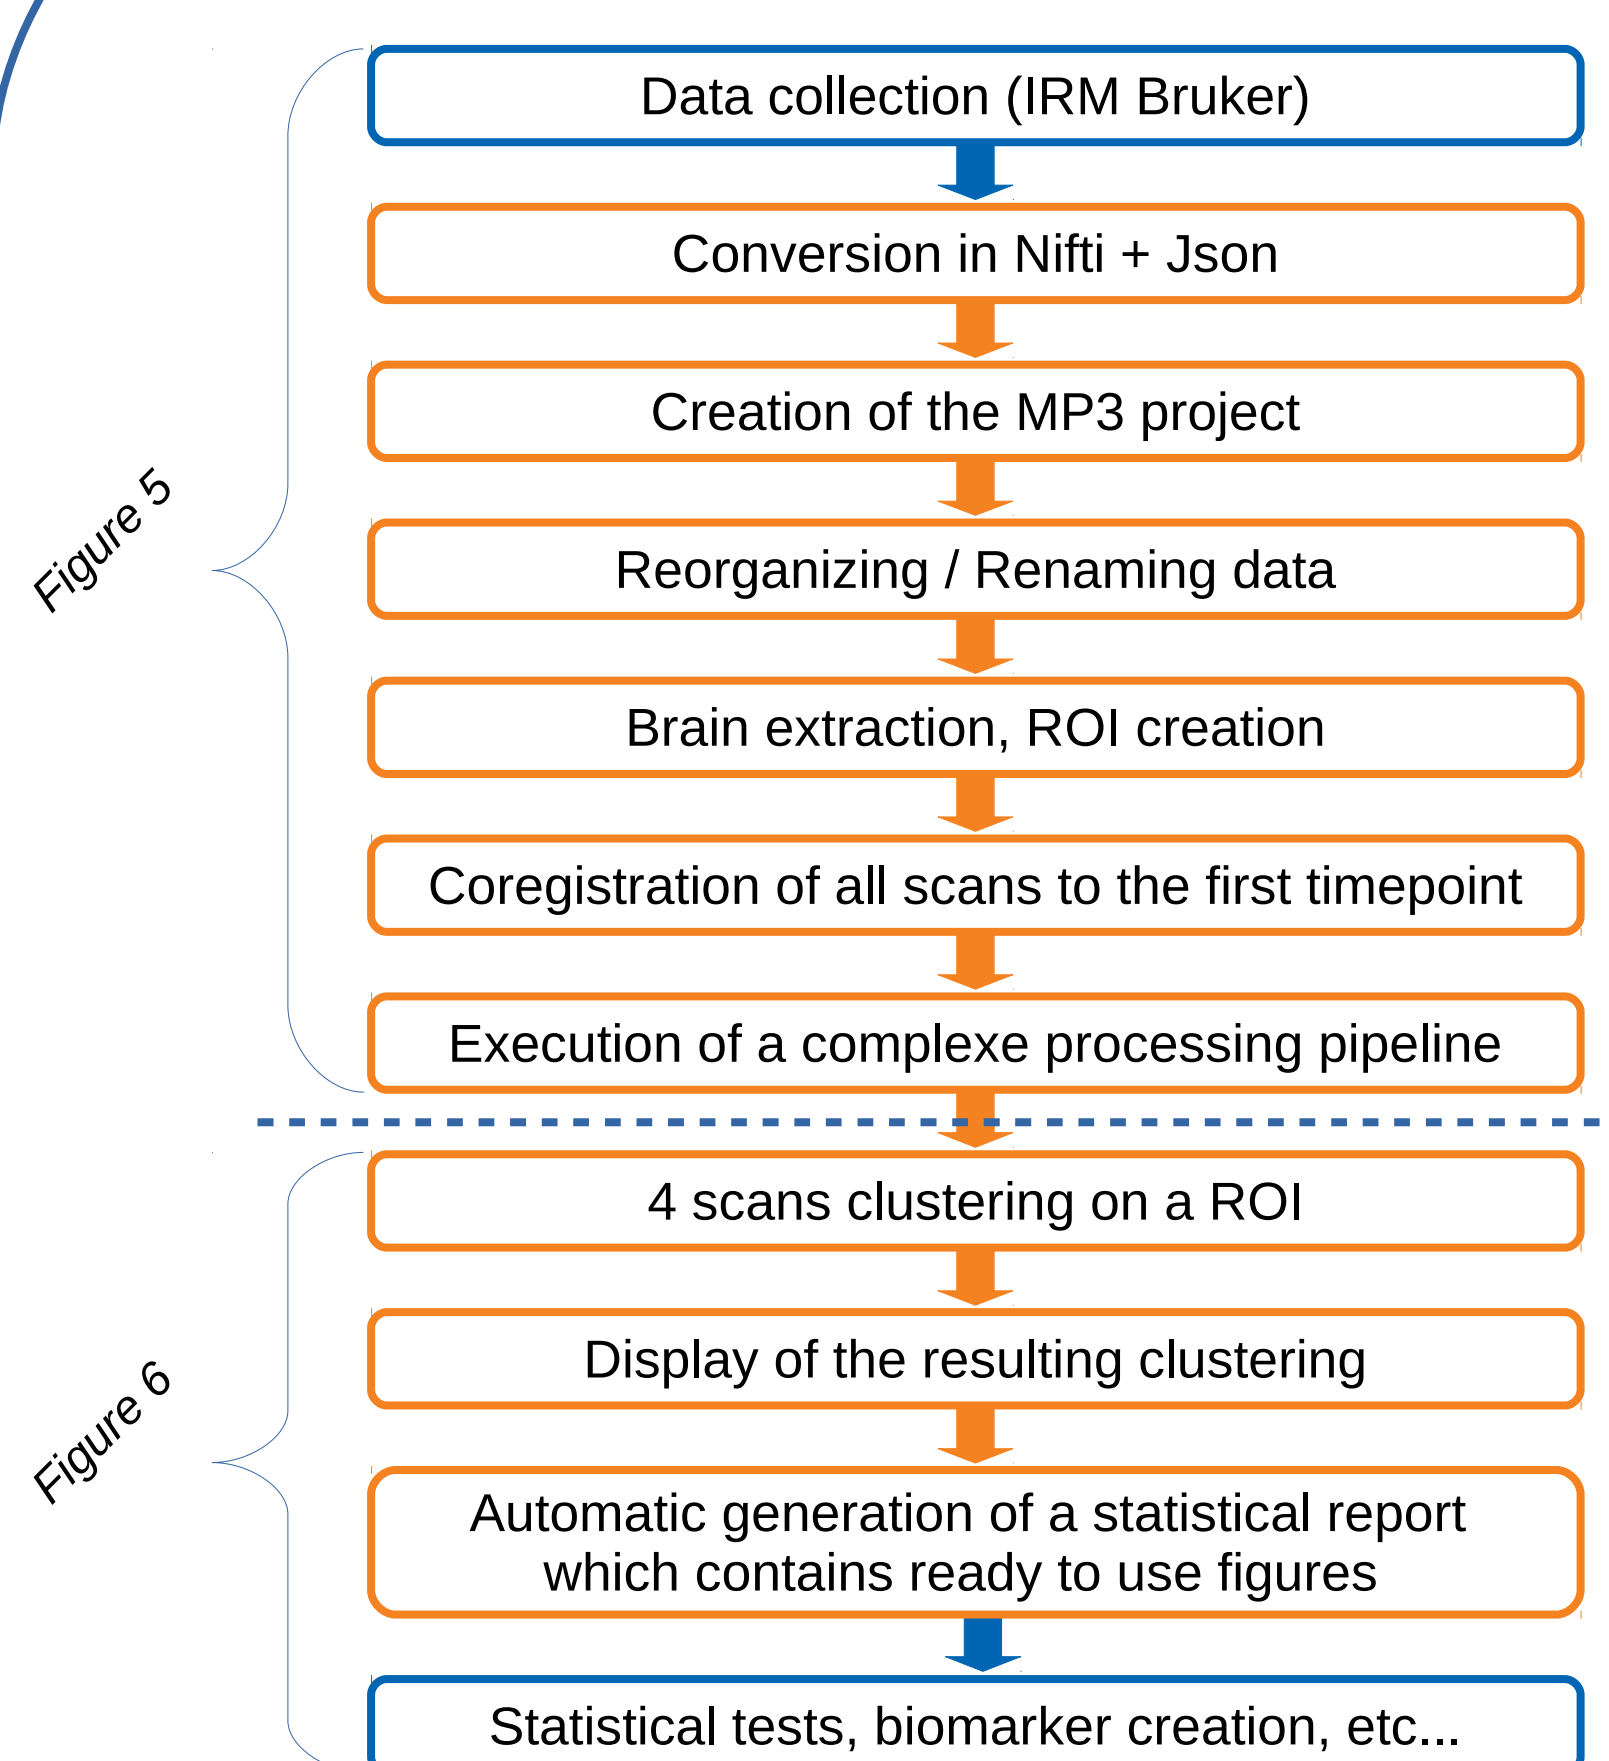 Data collection (IRM Bruker)
Conversion in Nifti + Json
Creation of the MP3 project
Reorganizing / Renaming data
Brain extraction, ROI creation
Coregistration of all scans to the first timepoint
Execution of a complexe processing pipeline
Figure 5
4 scans clustering on a ROI
Display of the resulting clustering
Automatic generation of a statistical report
which contains ready to use figures
Statistical tests, biomarker creation, etc...
Figure 6